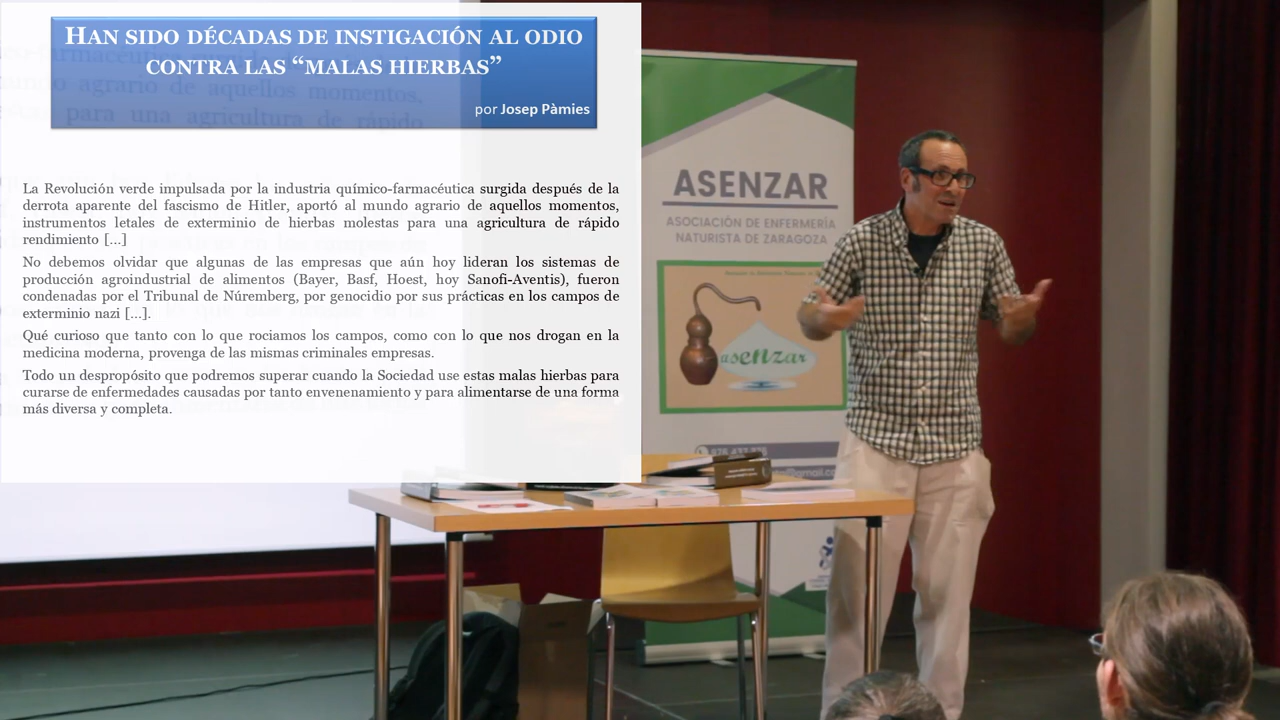 HAN SIDO DÉCADAS DE INSTIGACIÓN AL ODIO
CONTRA LAS “MALAS HIERBAS”
por Josep Pàmies
La Revolución verde impulsada por la industria químico-farmacéutica surgida después de la
derrota aparente del fascismo de Hitler, aportó al mundo agrario de aquellos momentos,
instrumentos letales de exterminio de hierbas molestas para una agricultura de rápido
rendimiento [...]
No debemos olvidar que algunas de las empresas que aún hoy lideran los sistemas de
producción agroindustrial de alimentos (Bayer, Basf, Hoest, hoy Sanofi-Aventis), fueron
condenadas por el Tribunal de Núremberg, por genocidio por sus prácticas en los campos de
exterminio nazi [...].
Qué curioso que tanto con lo que rociamos los campos, como con lo que nos drogan en la
medicina moderna, provenga de las mismas criminales empresas.
Todo un despropósito que podremos superar cuando la Sociedad use estas malas hierbas para
curarse de enfermedades causadas por tanto envenenamiento y para alimentarse de una forma
más diversa y completa.
ASENZAR
ASOCIACIÓN DE ENFERMERÍA
NATURISTA DE ZARAGOZA
asenzar